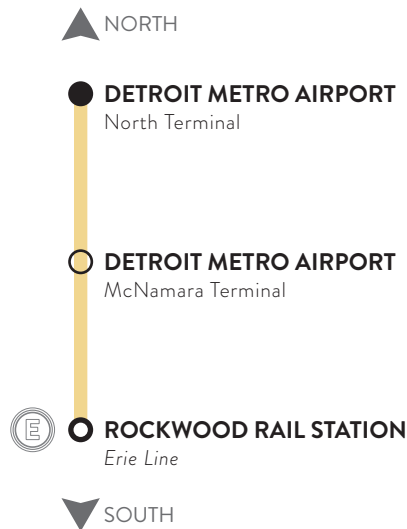 NORTH
DETROIT METRO AIRPORT
North Terminal
DETROIT METRO AIRPORT
McNamara Terminal
E
ROCKWOOD RAIL STATION
Erie Line
SOUTH